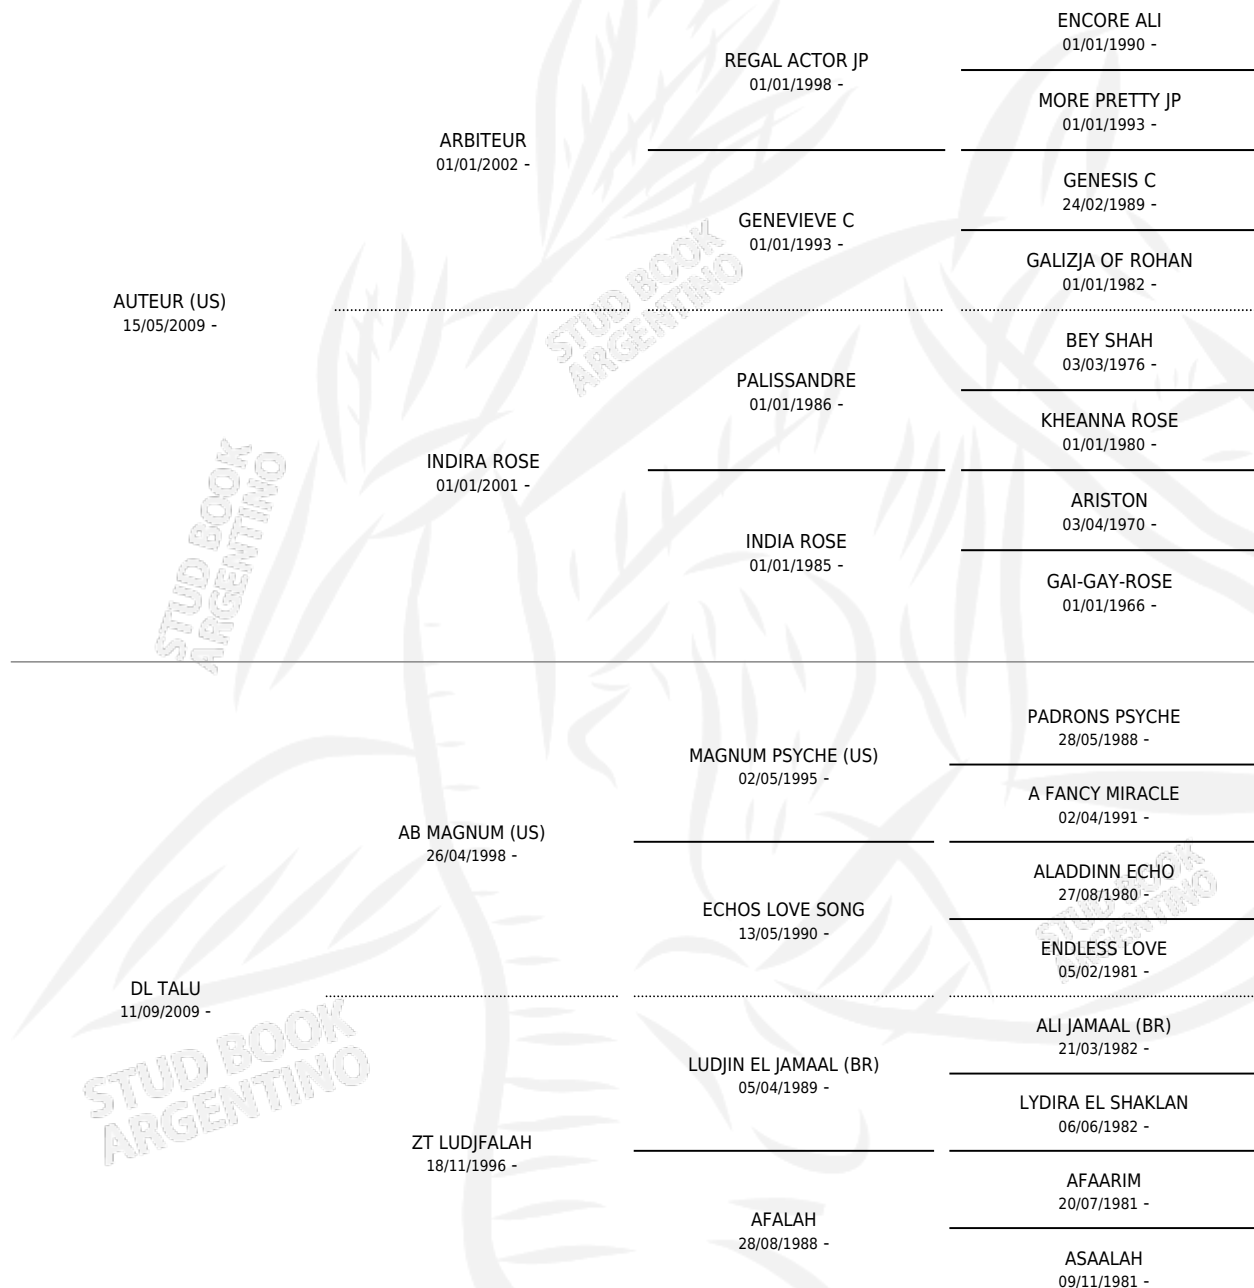 ENCORE ALI
01/01/1990 -
REGAL ACTOR JP
01/01/1998 -
MORE PRETTY JP
01/01/1993 -
ARBITEUR
01/01/2002 -
GENESIS C
24/02/1989 -
GENEVIEVE C
01/01/1993 -
GALIZJA OF ROHAN
01/01/1982 -
AUTEUR (US)
15/05/2009 -
BEY SHAH
03/03/1976 -
PALISSANDRE
01/01/1986 -
KHEANNA ROSE
01/01/1980 -
INDIRA ROSE
01/01/2001 -
ARISTON
03/04/1970 -
INDIA ROSE
01/01/1985 -
GAI-GAY-ROSE
01/01/1966 -
STUD BOOK
ARGENTINO
STUD BOOK
ARGENTINO
PADRONS PSYCHE
28/05/1988 -
MAGNUM PSYCHE (US)
02/05/1995 -
A FANCY MIRACLE
02/04/1991 -
AB MAGNUM (US)
26/04/1998 -
ALADDINN ECHO
27/08/1980 -
ECHOS LOVE SONG
13/05/1990 -
ENDLESS LOVE
05/02/1981 -
DL TALU
11/09/2009 -
ALI JAMAAL (BR)
21/03/1982 -
LUDJIN EL JAMAAL (BR)
05/04/1989 -
LYDIRA EL SHAKLAN
06/06/1982 -
ZT LUDJFALAH
18/11/1996 -
AFAARIM
20/07/1981 -
AFALAH
28/08/1988 -
ASAALAH
09/11/1981 -
STUD BOOK
ARGENTINO
STUD BOOK
ARGENTINO